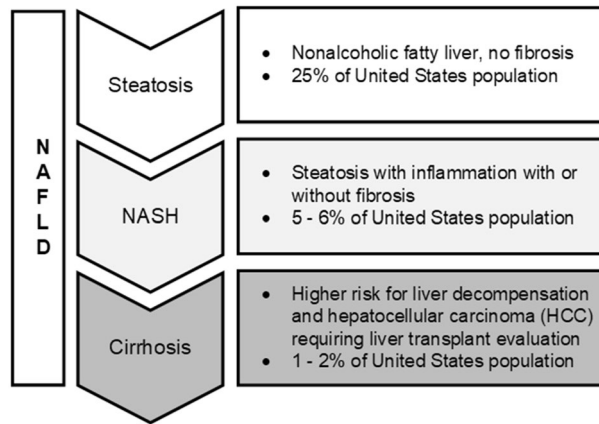 NAFLD
Steatosis
• Nonalcoholic fatty liver, no fibrosis
• 25% of United States population
NASH
• Steatosis with inflammation with or
without fibrosis
• 5 - 6% of United States population
Cirrhosis
• Higher risk for liver decompensation
and hepatocellular carcinoma (HCC)
requiring liver transplant evaluation
• 1 - 2% of United States population